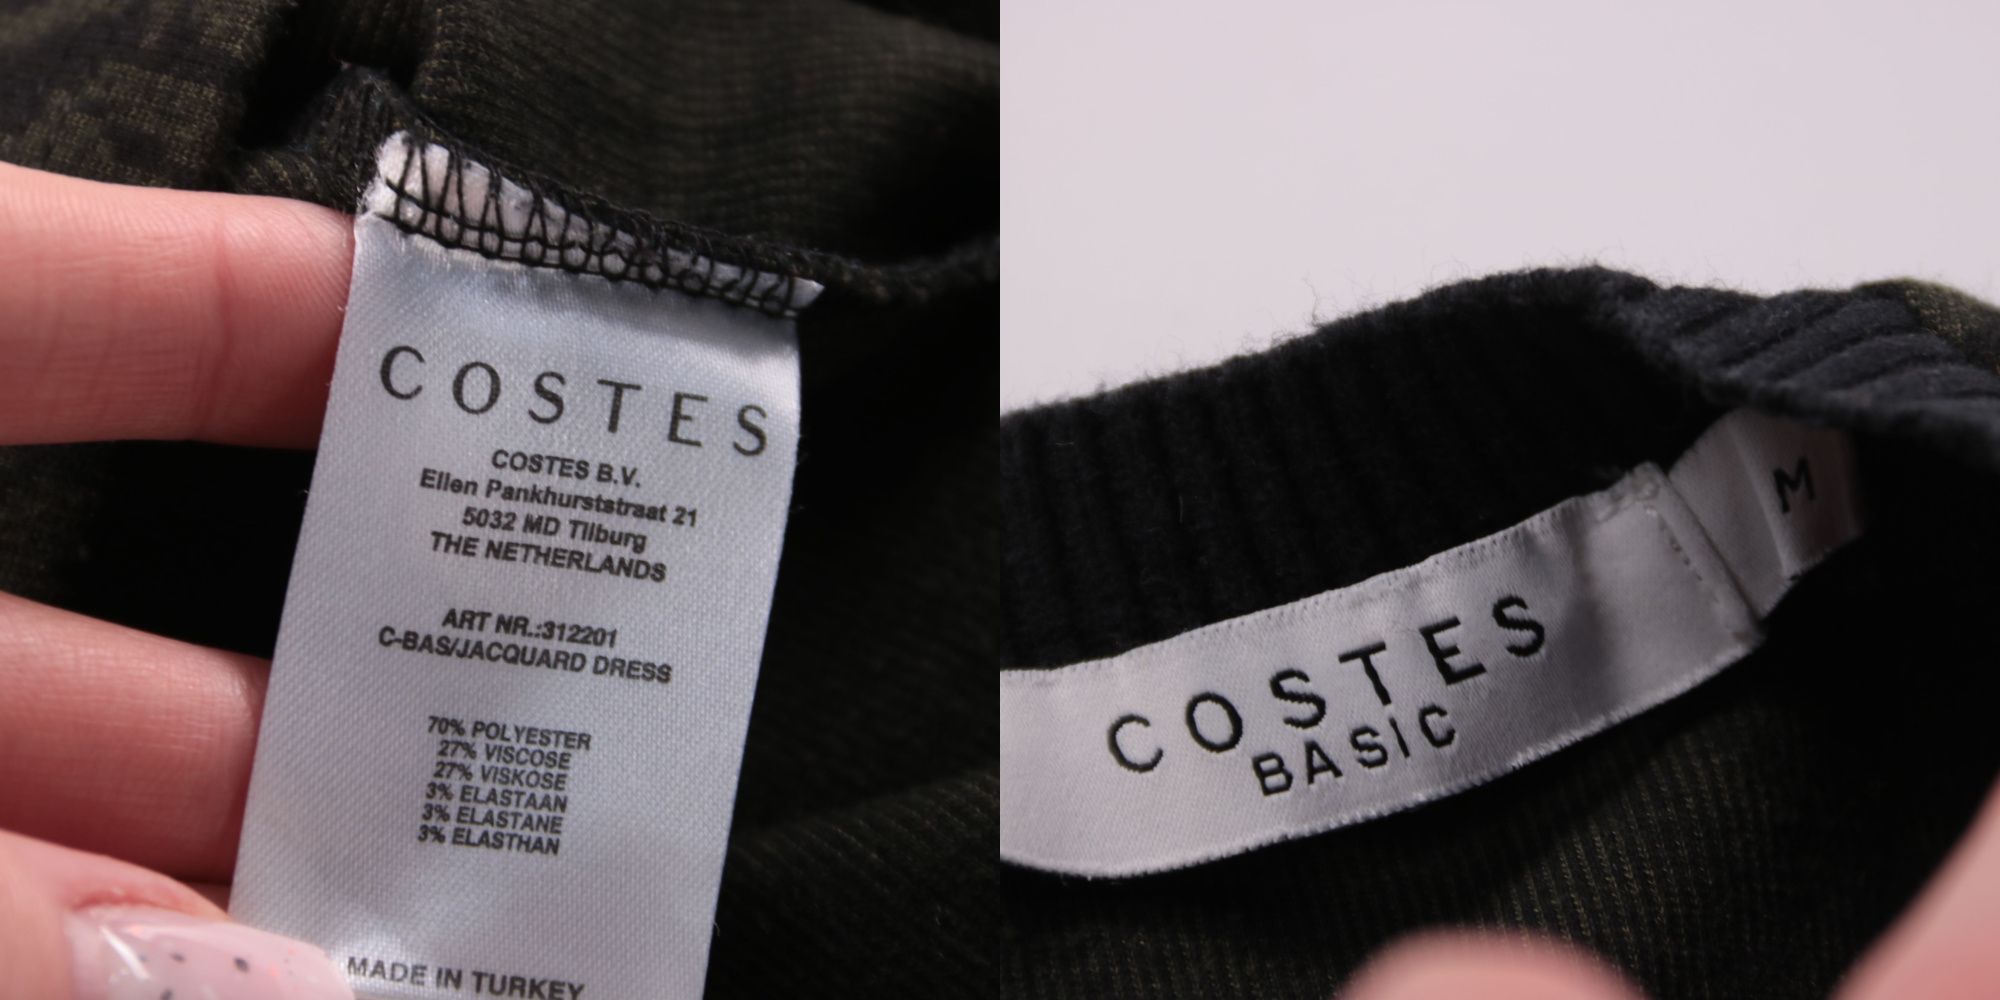 COSTES
COSTES B.V.
Ellen Pankhurststraat 21
5032 MD Tilburg
THE NETHERLANDS
ART NR.:312201
C-BAS/JACQUARD DRESS
70% POLYESTER
27% VISCOSE
27% VISKOSE
3% ELASTAAN
3% ELASTANE
3% ELASTHAN
MADE IN TURKEY
COSTES
BASIC
M